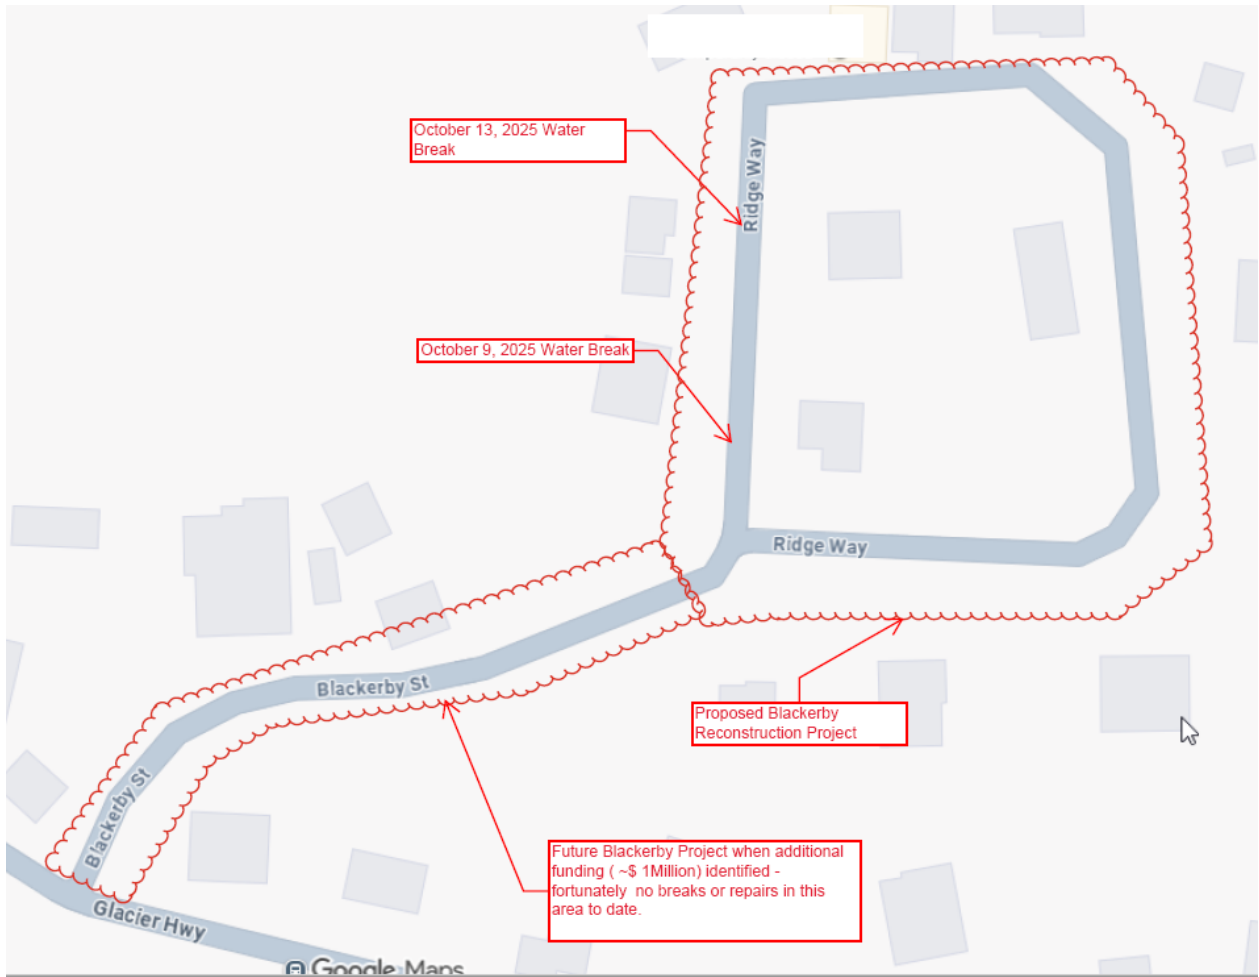 October 13, 2025 Water
Break
Ridge Way
October 9, 2025 Water Break
Ridge Way
Blackerby St
Proposed Blackerby
Reconstruction Project
Blackerby St
Future Blackerby Project when additional
funding ( ~$ 1Million) identified -
fortunately no breaks or repairs in this
area to date.
Glacier Hwy
Google Maps